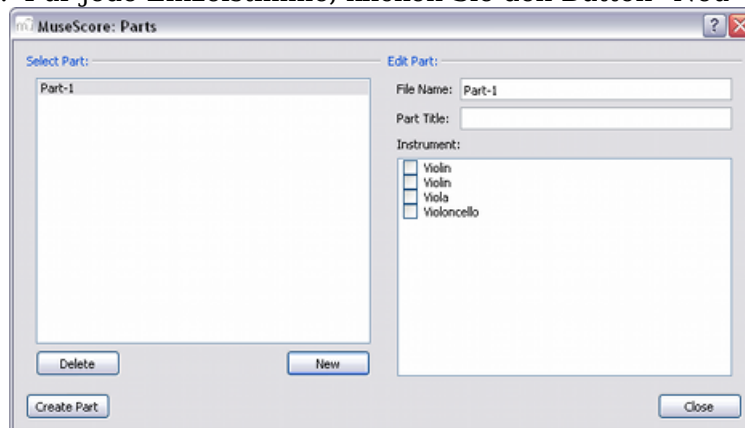 Für jede Einzelstimme, klicken Sie den Button "Neu"
MuseScore: Parts
Select Part:
Part-1
Delete
New
Create Part
Edit Part:
File Name: Part-1
Part Title:
Instrument:
Violin
Violin
Viola
Violoncello
Close